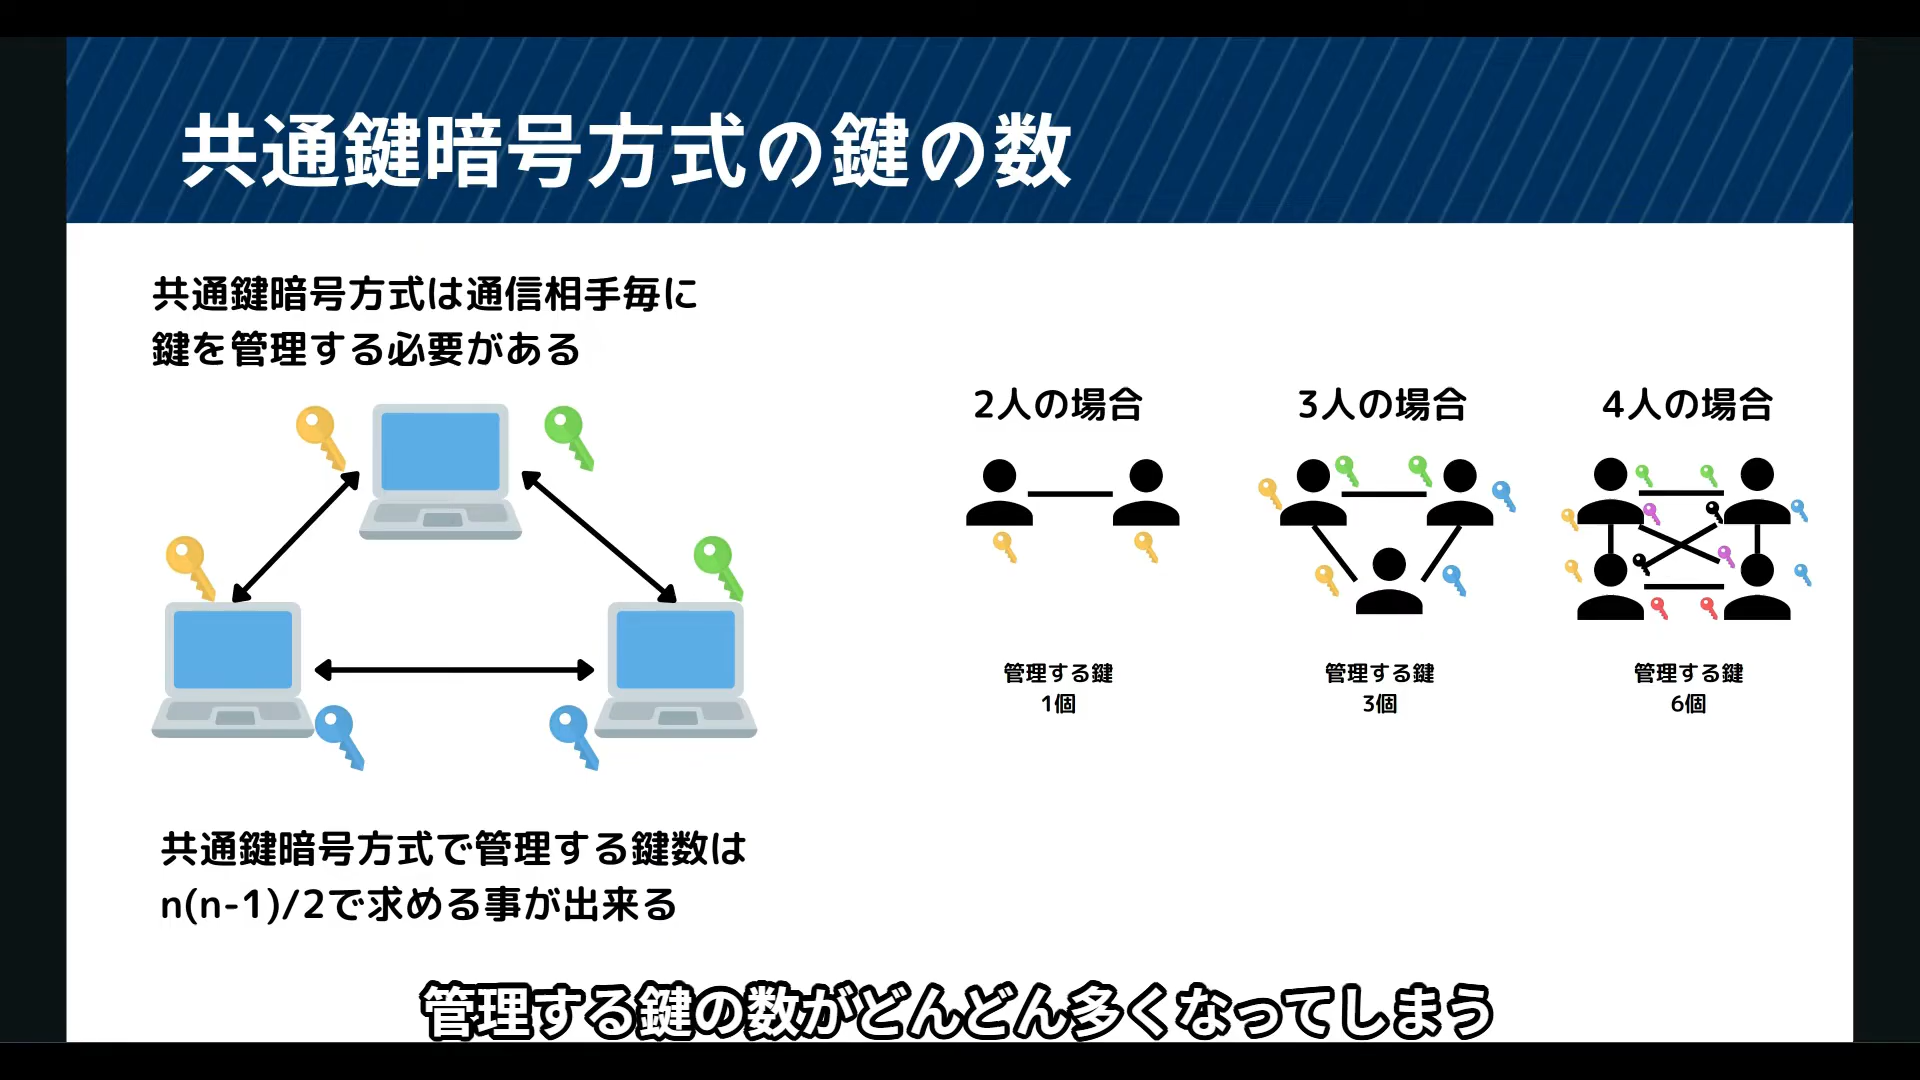 共通鍵暗号方式の鍵の数
共通鍵暗号方式は通信相手毎に
鍵を管理する必要がある
2人の場合
3人の場合
4人の場合
管理する鍵
1個
管理する鍵
3個
管理する鍵
6個
共通鍵暗号方式で管理する鍵数は
n(n-1)/2で求める事が出来る
管理する鍵の数がどんどん多くなってしまう